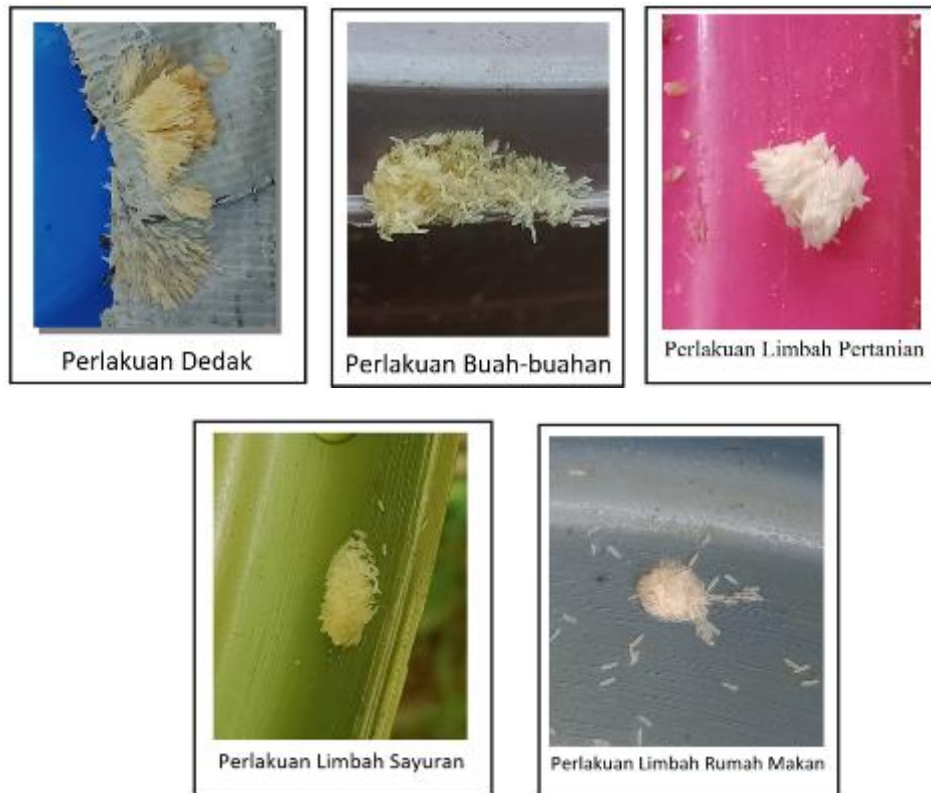 Perlakuan Dedak
Perlakuan Buah-buahan
Perlakuan Limbah Pertanian
Perlakuan Limbah Sayuran
Perlakuan Limbah Rumah Makan